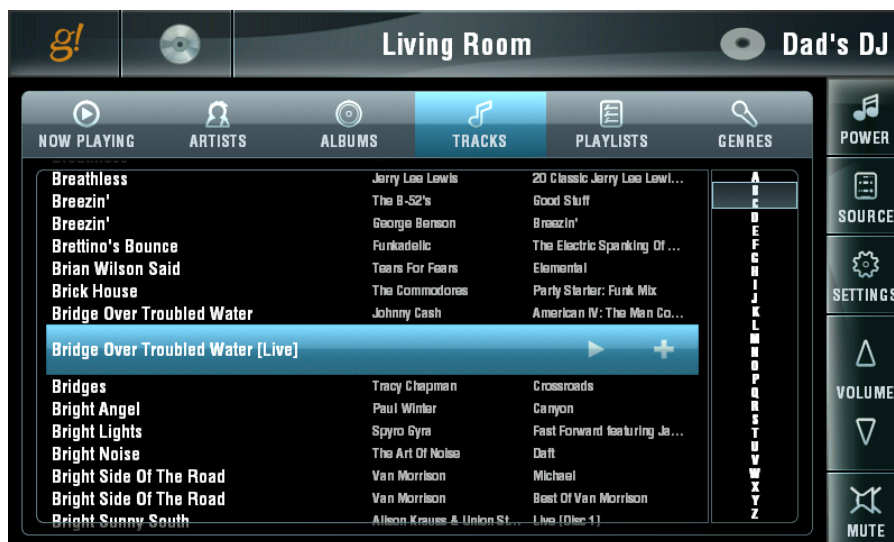 g! Living Room Dad's DJ
NOW PLAYING ARTISTS ALBUMS TRACKS PLAYLISTS GENRES
Breathless Jerry Lee Lewis 20 Classic Jerry Lee Lewi...
Breezin' The B-52's Good Stuff
Breezin' George Benson Breezin'
Brettino's Bounce Funkadelic The Electric Spanking Of ...
Brian Wilson Said Tears For Fears Elemental
Brick House The Commodores Party Starter: Funk Mix
Bridge Over Troubled Water Johnny Cash American IV: The Man Co...
Bridge Over Troubled Water [Live]
Bridges Tracy Chapman Crossroads
Bright Angel Paul Winter Canyon
Bright Lights Spyro Gyra Fast Forward featuring Ja...
Bright Noise The Art Of Noise Daft
Bright Side Of The Road Van Morrison Michael
Bright Side Of The Road Van Morrison Best Of Van Morrison
Bright Sunny South Alison Krauss & Union St... Live [Disc 1]
A
B
C
D
E
F
G
H
I
J
K
L
M
N
O
P
Q
R
S
T
U
V
W
X
Y
Z
POWER
SOURCE
SETTINGS
VOLUME
MUTE